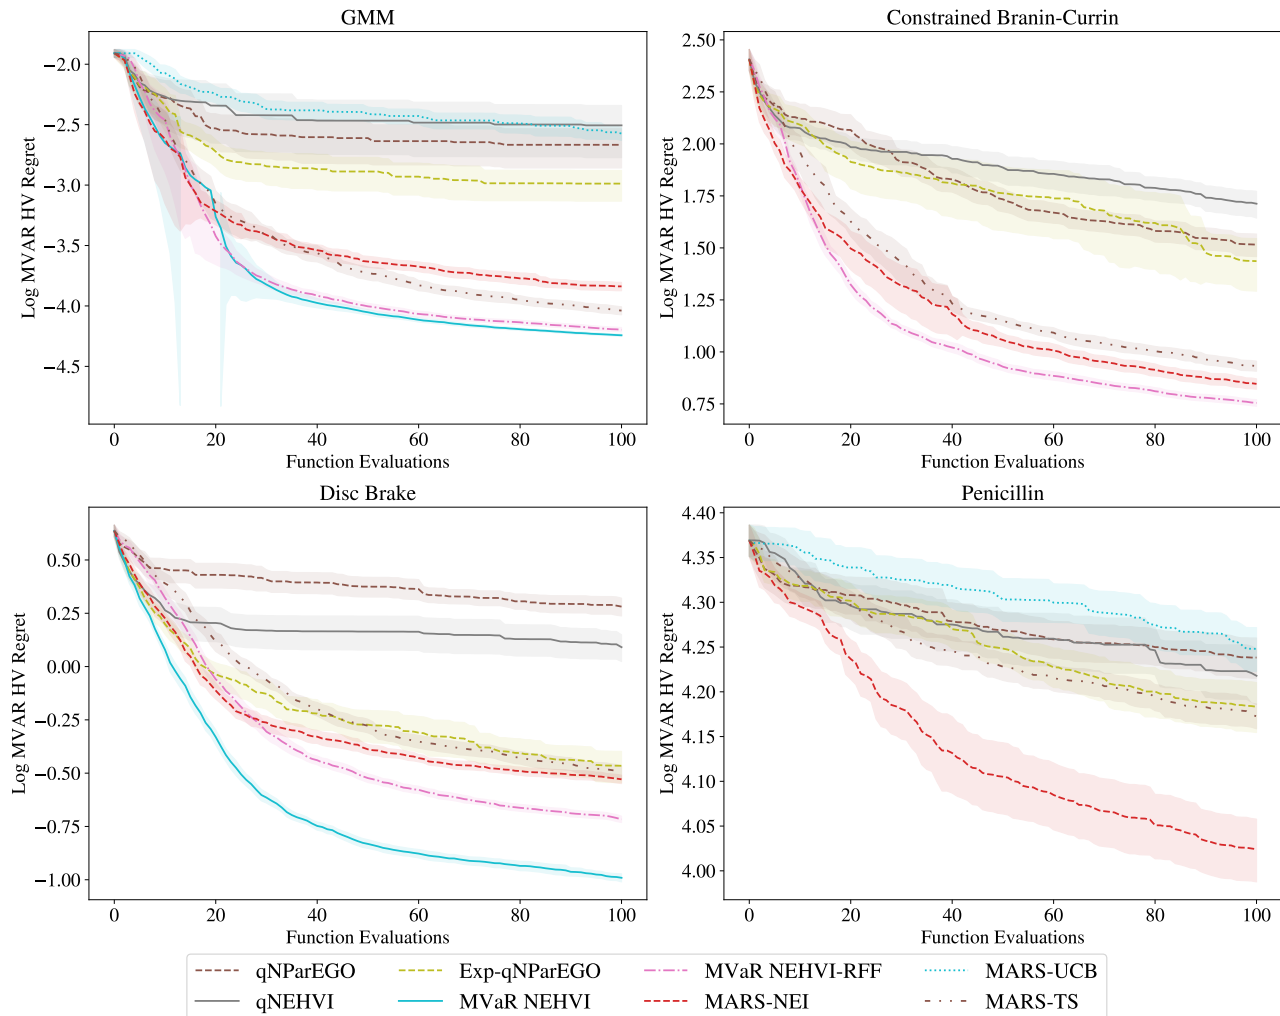 GMM
Log MVAR HV Regret
−2.0
−2.5
−3.0
−3.5
−4.0
−4.5
0 20 40 60 80 100
Function Evaluations
Constrained Branin-Currin
Log MVAR HV Regret
2.50
2.25
2.00
1.75
1.50
1.25
1.00
0.75
0 20 40 60 80 100
Function Evaluations
Disc Brake
Log MVAR HV Regret
0.50
0.25
0.00
−0.25
−0.50
−0.75
−1.00
0 20 40 60 80 100
Function Evaluations
Penicillin
Log MVAR HV Regret
4.40
4.35
4.30
4.25
4.20
4.15
4.10
4.05
4.00
0 20 40 60 80 100
Function Evaluations
qNParEGO Exp-qNParEGO MVaR NEHVI-RFF MARS-UCB
qNEHVI MVaR NEHVI MARS-NEI MARS-TS